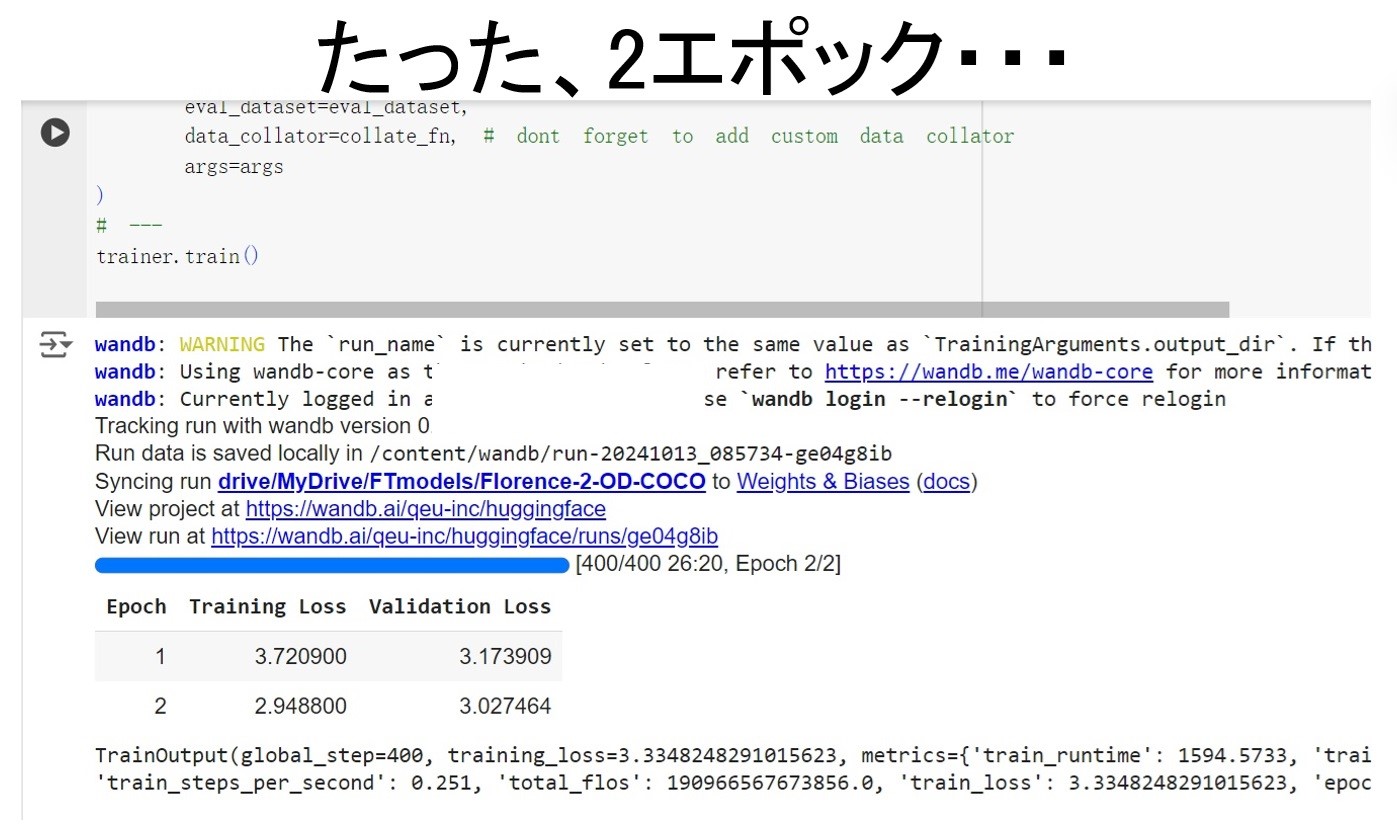 たった、2エポック・・・
eval_dataset=eval_dataset,
data_collator=collate_fn, # dont forget to add custom data collator
args=args
)
# ---
trainer.train()
wandb: WARNING The `run_name` is currently set to the same value as `TrainingArguments.output_dir`. If th
wandb: Using wandb-core as t refer to https://wandb.me/wandb-core for more informat
wandb: Currently logged in a se `wandb login --relogin` to force relogin
Tracking run with wandb version 0
Run data is saved locally in /content/wandb/run-20241013_085734-ge04g8ib
Syncing run drive/MyDrive/FTmodels/Florence-2-OD-COCO to Weights & Biases (docs)
View project at https://wandb.ai/qeu-inc/huggingface
View run at https://wandb.ai/qeu-inc/huggingface/runs/ge04g8ib
[400/400 26:20, Epoch 2/2]
Epoch Training Loss Validation Loss
1 3.720900 3.173909
2 2.948800 3.027464
TrainOutput(global_step=400, training_loss=3.3348248291015623, metrics={'train_runtime': 1594.5733, 'trai
'train_steps_per_second': 0.251, 'total_flos': 190966567673856.0, 'train_loss': 3.3348248291015623, 'epoc